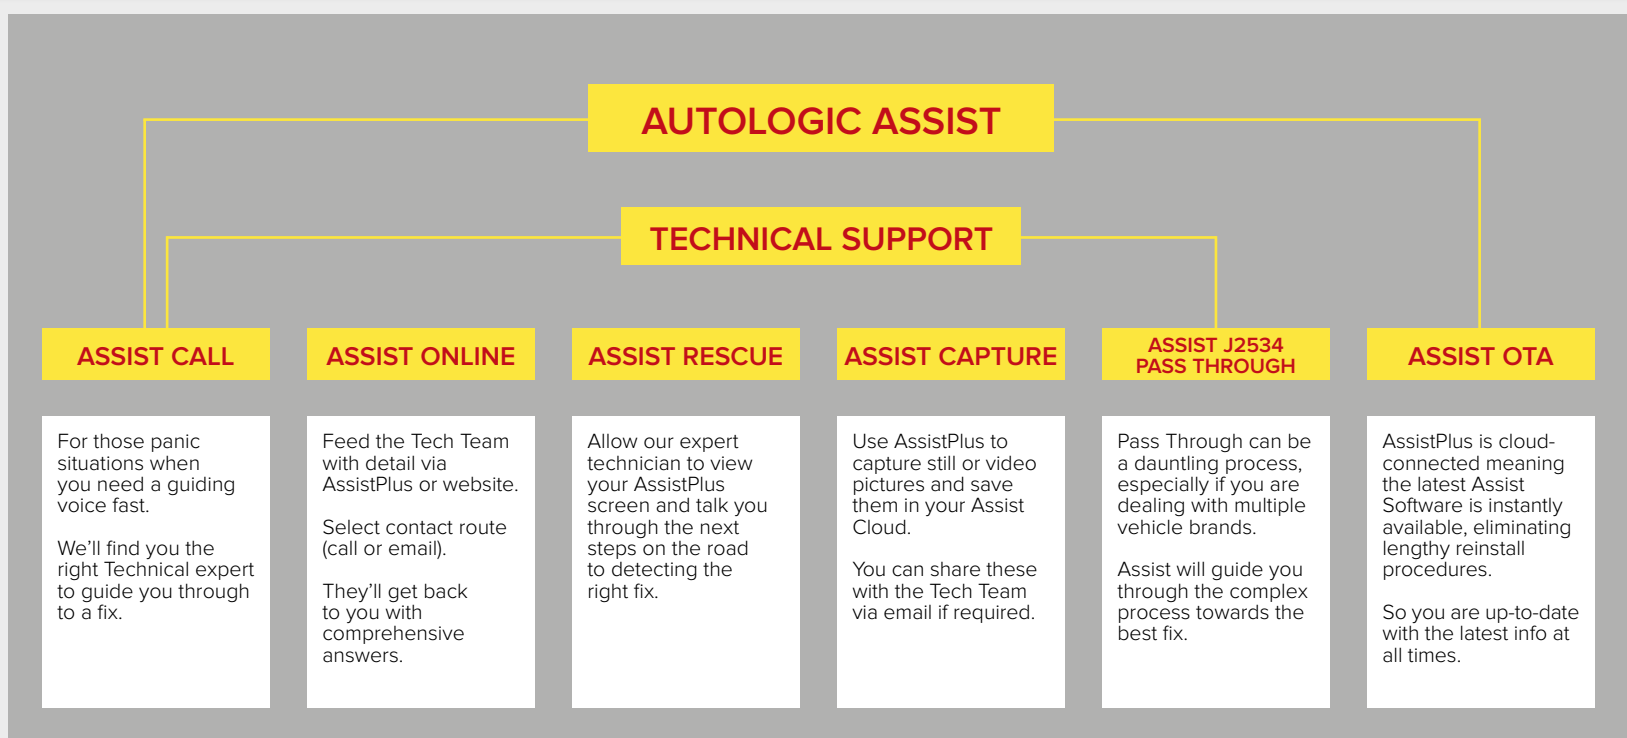 AUTOLOGIC ASSIST
TECHNICAL SUPPORT
ASSIST CALL
For those panic
situations when
you need a guiding
voice fast.
We'll find you the
right Technical expert
to guide you through
to a fix.
ASSIST ONLINE
Feed the Tech Team
with detail via
AssistPlus or website.
Select contact route
(call or email).
They'll get back
to you with
comprehensive
answers.
ASSIST RESCUE
Allow our expert
technician to view
your AssistPlus
screen and talk you
through the next
steps on the road
to detecting the
right fix.
ASSIST CAPTURE
Use AssistPlus to
capture still or video
pictures and save
them in your Assist
Cloud.
You can share these
with the Tech Team
via email if required.
ASSIST J2534
PASS THROUGH
Pass Through can be
a dauntling process,
especially if you are
dealing with multiple
vehicle brands.
Assist will guide you
through the complex
process towards the
best fix.
ASSIST OTA
AssistPlus is cloud-
connected meaning
the latest Assist
Software is instantly
available, eliminating
lengthy reinstall
procedures.
So you are up-to-date
with the latest info at
all times.